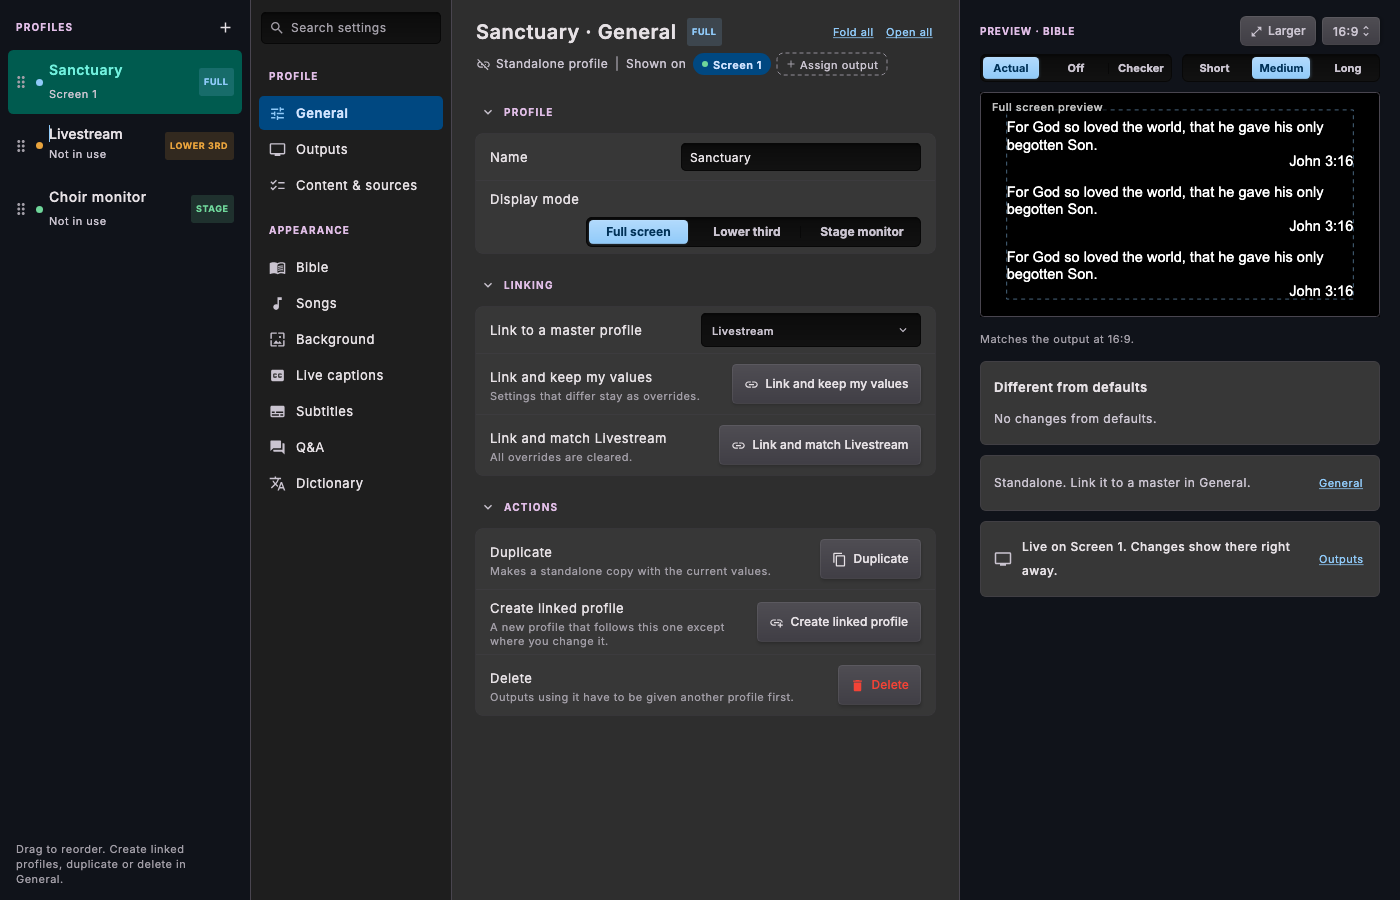 PROFILES
Sanctuary
Screen 1
FULL
Livestream
Not in use
LOWER 3RD
Choir monitor
Not in use
STAGE
Drag to reorder. Create linked
profiles, duplicate or delete in
General.
Search settings
PROFILE
General
Outputs
Content & sources
APPEARANCE
Bible
Songs
Background
Live captions
Subtitles
Q&A
Dictionary
Sanctuary · General FULL
Fold all Open all
Standalone profile | Shown on Screen 1 + Assign output
PROFILE
Name Sanctuary
Display mode
Full screen Lower third Stage monitor
LINKING
Link to a master profile Livestream
Link and keep my values
Settings that differ stay as overrides.
Link and keep my values
Link and match Livestream
All overrides are cleared.
Link and match Livestream
ACTIONS
Duplicate
Makes a standalone copy with the current values.
Duplicate
Create linked profile
A new profile that follows this one except
where you change it.
Create linked profile
Delete
Outputs using it have to be given another profile first.
Delete
PREVIEW · BIBLE
Larger 16:9
Actual Off Checker Short Medium Long
Full screen preview
For God so loved the world, that he gave his only
begotten Son.
John 3:16
For God so loved the world, that he gave his only
begotten Son.
John 3:16
For God so loved the world, that he gave his only
begotten Son.
John 3:16
Matches the output at 16:9.
Different from defaults
No changes from defaults.
Standalone. Link it to a master in General. General
Live on Screen 1. Changes show there right
away.
Outputs